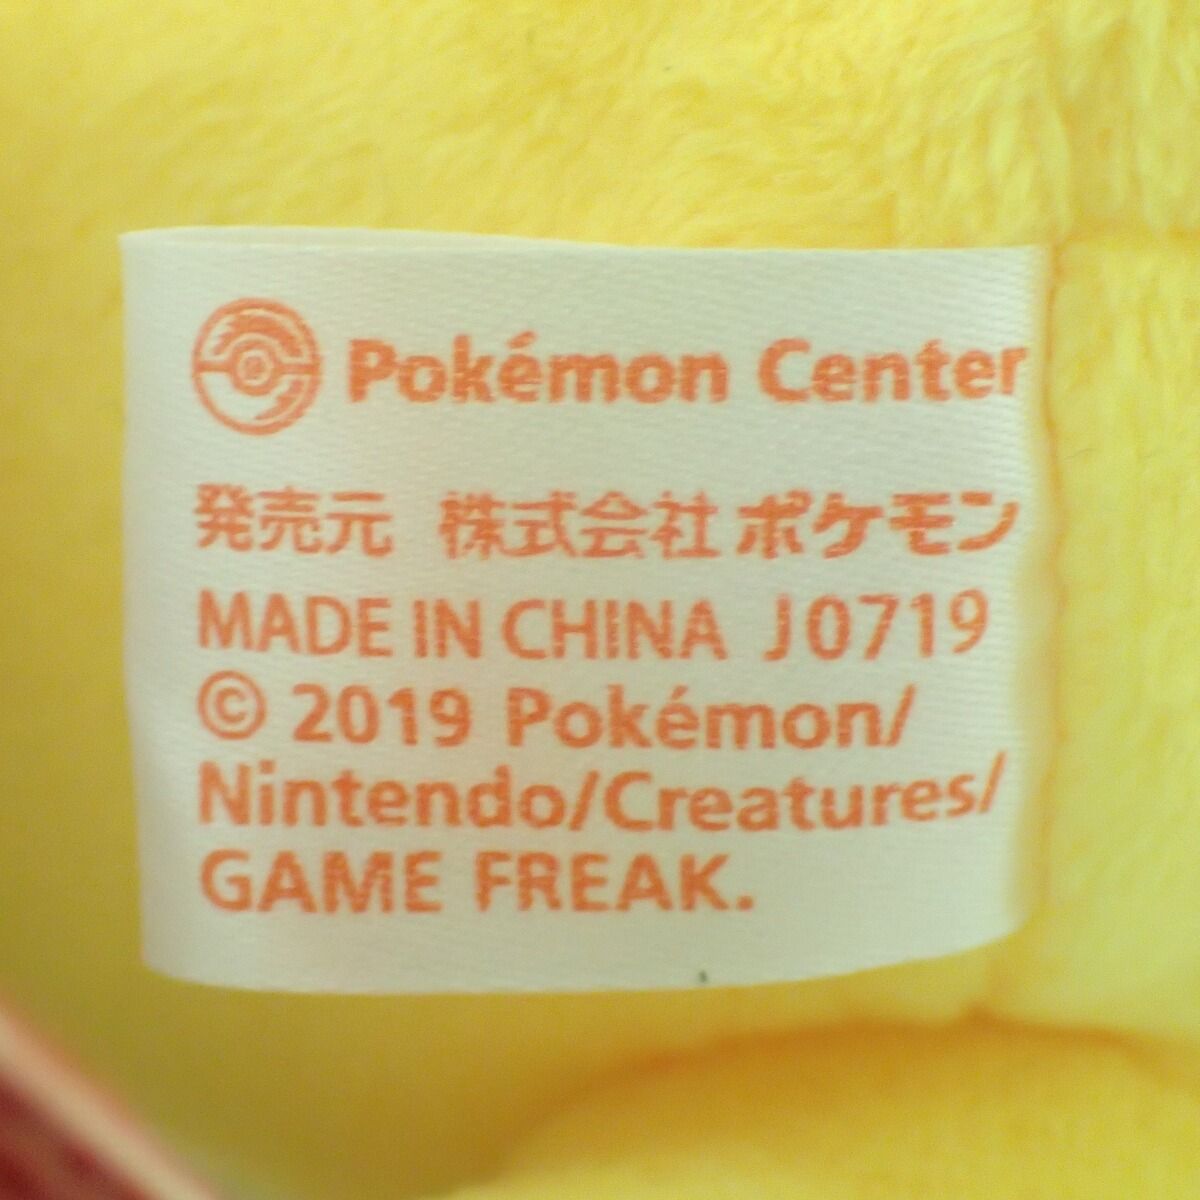 Pokémon Center
発売元 株式会社ポケモン
MADE IN CHINA J0719
© 2019 Pokémon/
Nintendo/Creatures/
GAME FREAK.